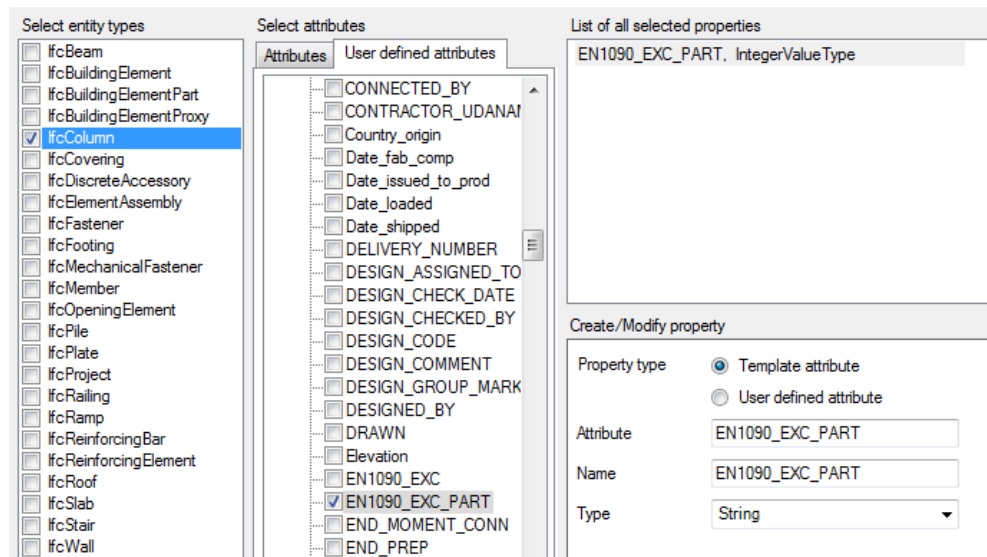 Select entity types
IfcBeam
IfcBuildingElement
IfcBuildingElementPart
IfcBuildingElementProxy
IfcColumn
IfcCovering
IfcDiscreteAccessory
IfcElementAssembly
IfcFastener
IfcFooting
IfcMechanicalFastener
IfcMember
IfcOpeningElement
IfcPile
IfcPlate
IfcProject
IfcRailing
IfcRamp
IfcReinforcingBar
IfcReinforcingElement
IfcRoof
IfcSlab
IfcStair
IfcWall
Select attributes
Attributes
User defined attributes
CONNECTED_BY
CONTRACTOR_UDANA
Country_origin
Date_fab_comp
Date_issued_to_prod
Date_loaded
Date_shipped
DELIVERY_NUMBER
DESIGN_ASSIGNED_TO
DESIGN_CHECK_DATE
DESIGN_CHECKED_BY
DESIGN_CODE
DESIGN_COMMENT
DESIGN_GROUP_MARK
DESIGNED_BY
DRAWN
Elevation
EN1090_EXC
EN1090_EXC_PART
END_MOMENT_CONN
END_PREP
List of all selected properties
EN1090_EXC_PART, IntegerValueType
Create/Modify property
Property type
Template attribute
User defined attribute
Attribute EN1090_EXC_PART
Name EN1090_EXC_PART
Type String